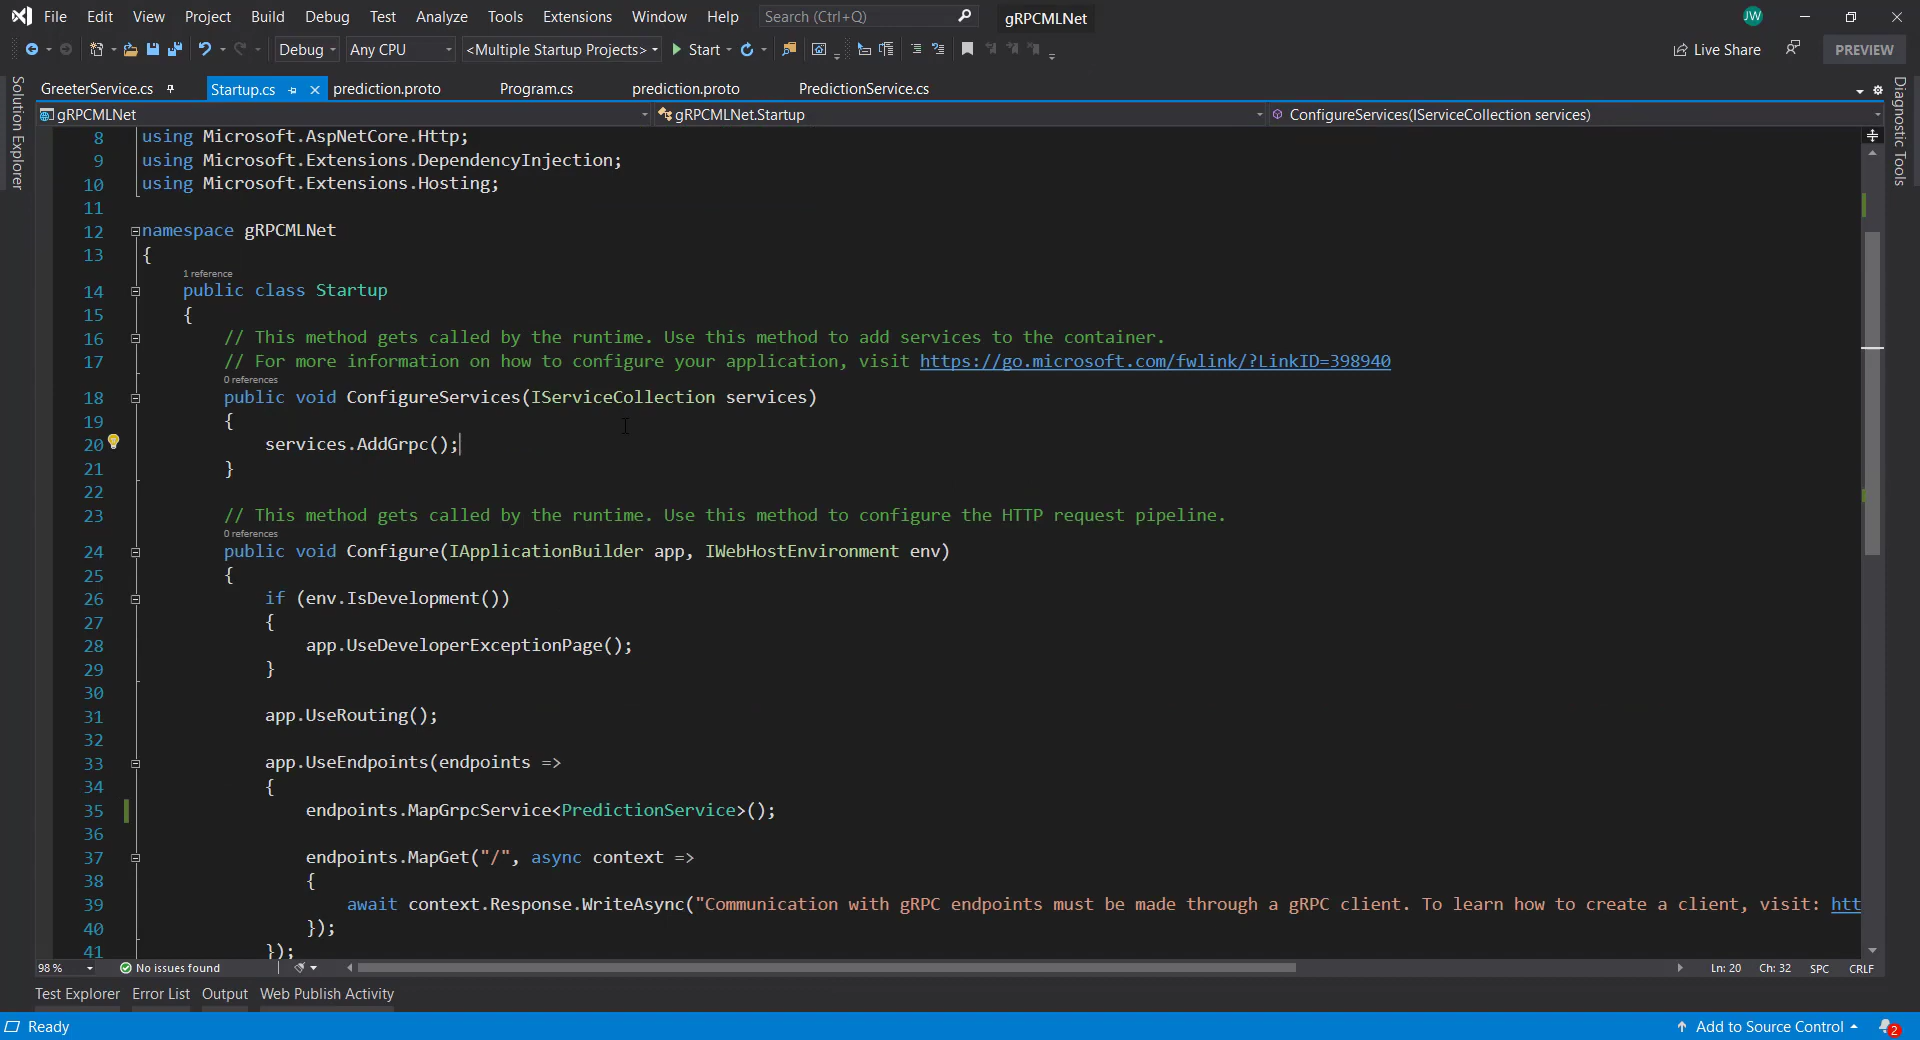 File Edit View Project Build Debug Test Analyze Tools Extensions Window Help Search (Ctrl+Q) gRPCMLNet JW
Debug Any CPU <Multiple Startup Projects> Start Live Share PREVIEW
GreeterService.cs Startup.cs prediction.proto Program.cs prediction.proto PredictionService.cs
gRPCMLNet gRPCMLNet.Startup ConfigureServices(IServiceCollection services)
Solution Explorer
Diagnostic Tools
8 using Microsoft.AspNetCore.Http;
9 using Microsoft.Extensions.DependencyInjection;
10 using Microsoft.Extensions.Hosting;
11
12 namespace gRPCMLNet
13 {
1 reference
14 public class Startup
15 {
16 // This method gets called by the runtime. Use this method to add services to the container.
17 // For more information on how to configure your application, visit https://go.microsoft.com/fwlink/?LinkID=398940
0 references
18 public void ConfigureServices(IServiceCollection services)
19 {
20 services.AddGrpc();
21 }
22
23 // This method gets called by the runtime. Use this method to configure the HTTP request pipeline.
0 references
24 public void Configure(IApplicationBuilder app, IWebHostEnvironment env)
25 {
26 if (env.IsDevelopment())
27 {
28 app.UseDeveloperExceptionPage();
29 }
30
31 app.UseRouting();
32
33 app.UseEndpoints(endpoints =>
34 {
35 endpoints.MapGrpcService<PredictionService>();
36
37 endpoints.MapGet("/", async context =>
38 {
39 await context.Response.WriteAsync("Communication with gRPC endpoints must be made through a gRPC client. To learn how to create a client, visit: htt
40 });
41 });
98 % No issues found Ln: 20 Ch: 32 SPC CRLF
Test Explorer Error List Output Web Publish Activity
Ready Add to Source Control 2